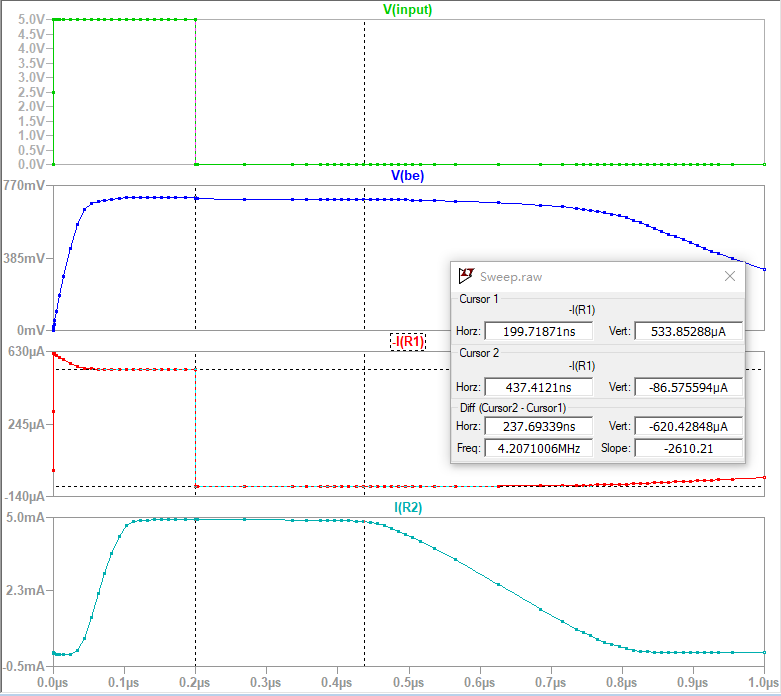 V(input)
5.0V
4.5V
4.0V
3.5V
3.0V
2.5V
2.0V
1.5V
1.0V
0.5V
0.0V
V(be)
770mV
385mV
0mV
-I(R1)
630µA
245µA
-140µA
I(R2)
5.0mA
2.3mA
-0.5mA
0.0µs 0.1µs 0.2µs 0.3µs 0.4µs 0.5µs 0.6µs 0.7µs 0.8µs 0.9µs 1.0µs
Sweep.raw
Cursor 1
-I(R1)
Horz: 199.71871ns Vert: 533.85288µA
Cursor 2
-I(R1)
Horz: 437.4121ns Vert: -86.575594µA
Diff (Cursor2 - Cursor1)
Horz: 237.69339ns Vert: -620.42848µA
Freq: 4.2071006MHz Slope: -2610.21